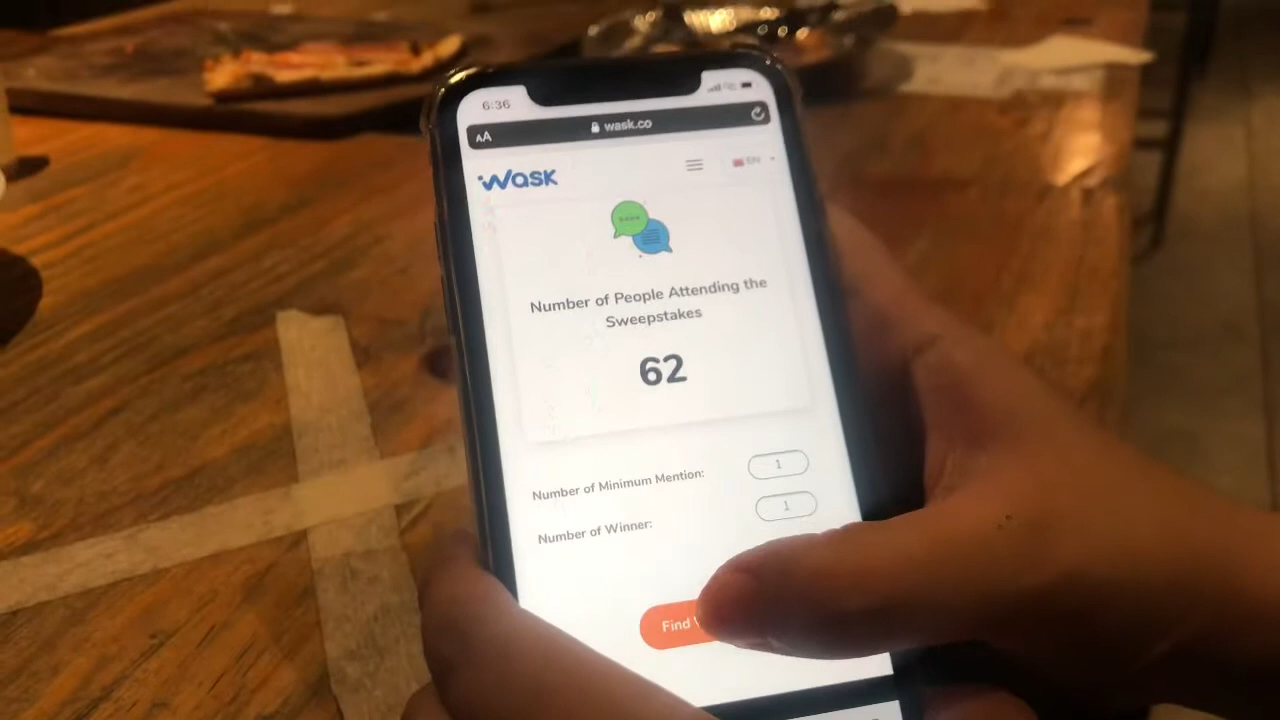 6:36
AA
wask.co
Wask
EN
Number of People Attending the
Sweepstakes
62
Number of Minimum Mention:
1
Number of Winner:
1
Find